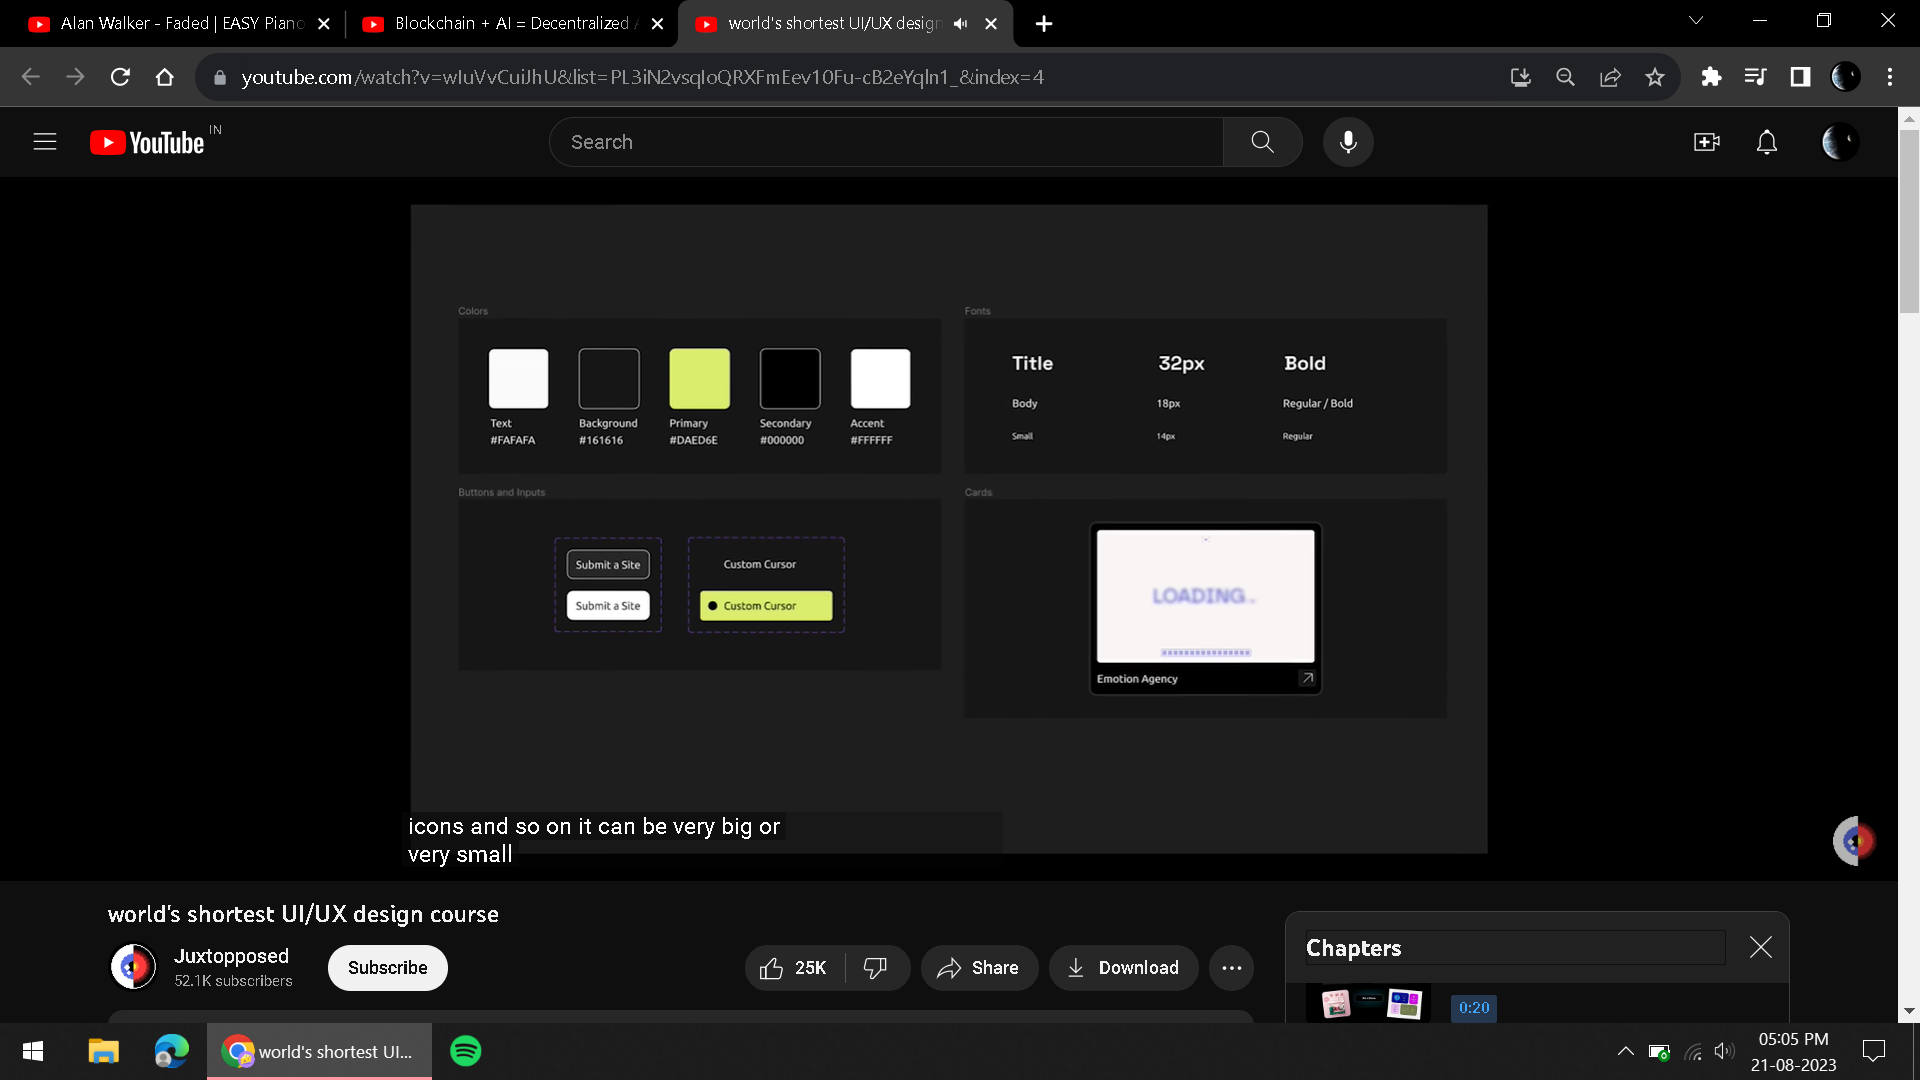 Alan Walker - Faded | EASY Piano
Blockchain + AI = Decentralized
world's shortest UI/UX design
youtube.com/watch?v=wIuVvCuiJhU&list=PL3iN2vsqIoQRXFmEev10Fu-cB2eYqln1_&index=4
YouTube IN
Search
Colors
Text
#FAFAFA
Background
#161616
Primary
#DAED6E
Secondary
#000000
Accent
#FFFFFF
Fonts
Title 32px Bold
Body 18px Regular / Bold
Small 14px Regular
Buttons and Inputs
Submit a Site
Submit a Site
Custom Cursor
Custom Cursor
Cards
LOADING..
Emotion Agency
icons and so on it can be very big or
very small
world's shortest UI/UX design course
Juxtopposed
52.1K subscribers
Subscribe
25K
Share
Download
Chapters
0:20
world's shortest UI...
05:05 PM
21-08-2023